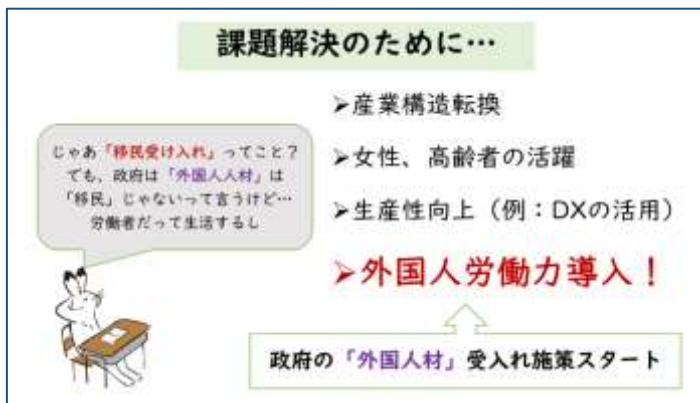 課題解決のために…
じゃあ「移民受け入れ」ってこと？
でも、政府は「外国人人材」は
「移民」じゃないって言うけど…
労働者だって生活するし
➢産業構造転換
➢女性、高齢者の活躍
➢生産性向上（例：DXの活用）
➢外国人労働力導入！
政府の「外国人材」受入れ施策スタート